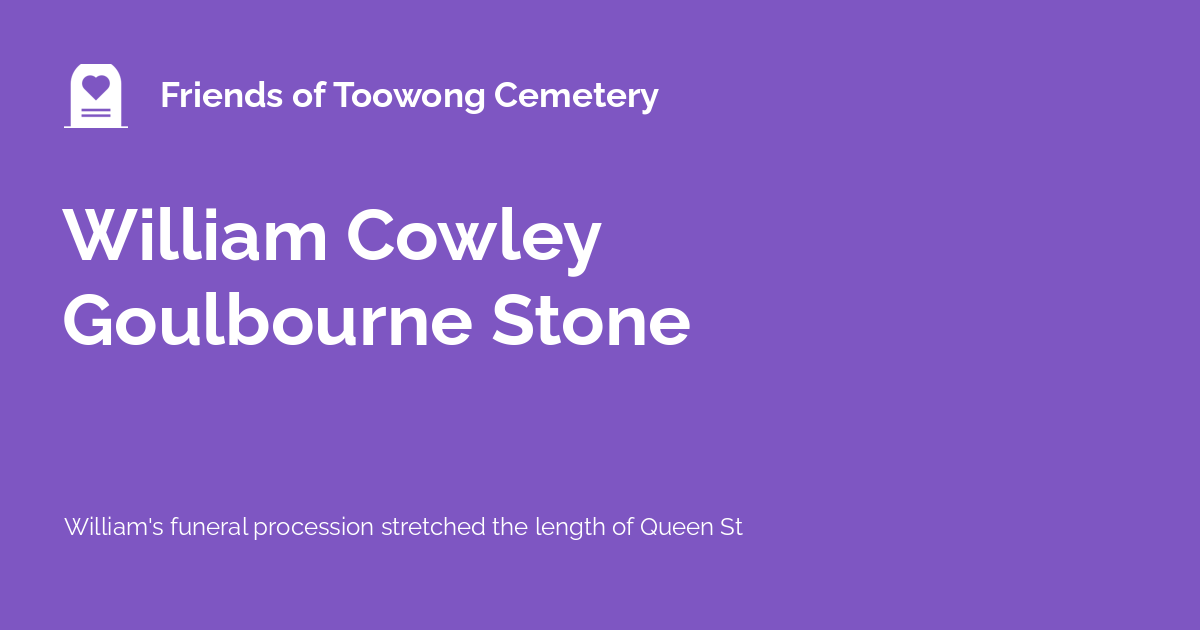 Friends of Toowong Cemetery
William Cowley
Goulbourne Stone
William's funeral procession stretched the length of Queen St